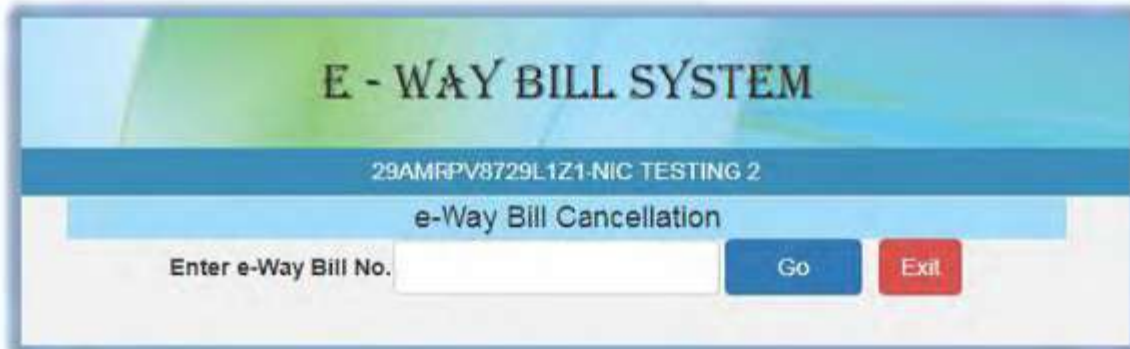 E - WAY BILL SYSTEM
29AMRPV8729L1Z1-NIC TESTING 2
e-Way Bill Cancellation
Enter e-Way Bill No. Go Exit